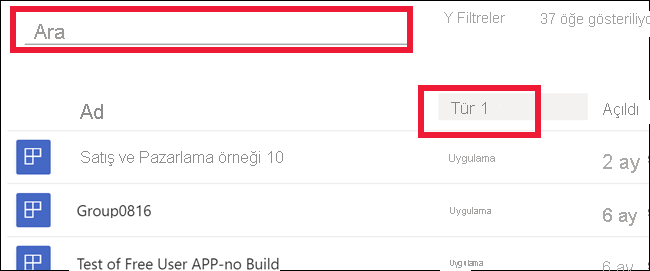 Ara
Y Filtreler
37 öğe gösteriliyo
Ad
Tür 1
Açıldı
Satış ve Pazarlama örneği 10
Uygulama
2 ay
Group0816
Uygulama
6 ay
Test of Free User APP-no Build
Uygulama
6 ay